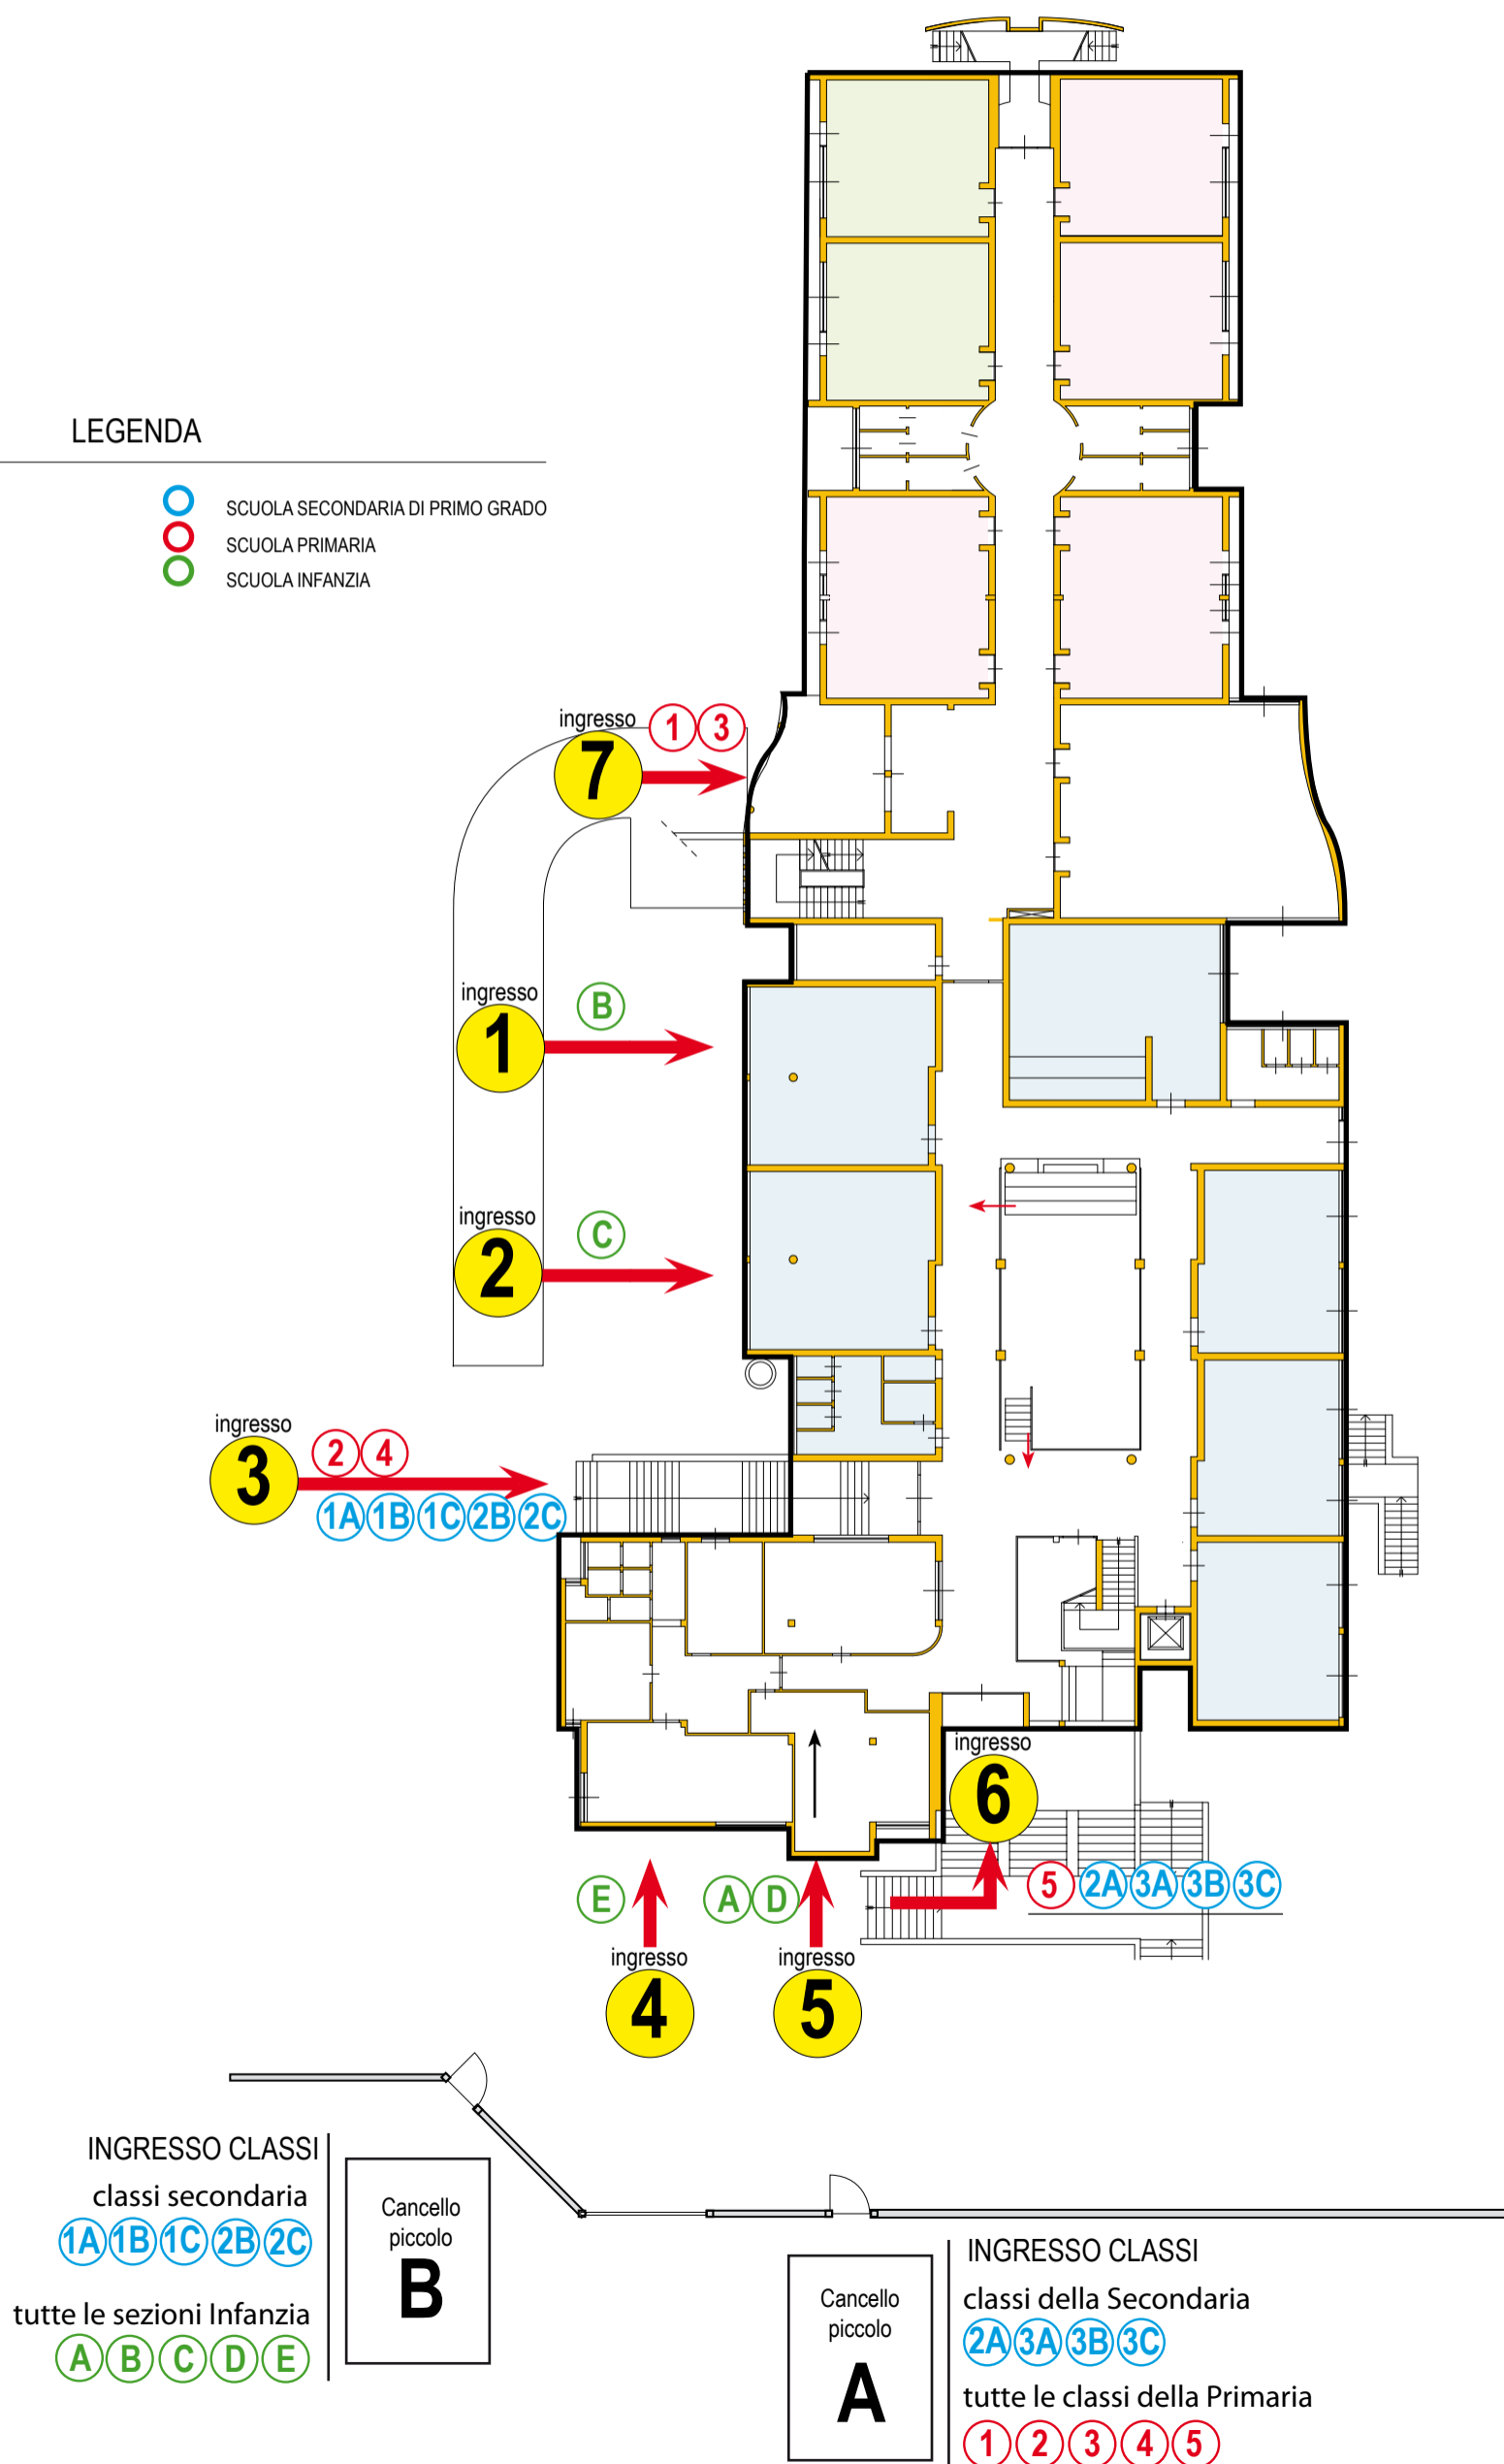 LEGENDA
SCUOLA SECONDARIA DI PRIMO GRADO
SCUOLA PRIMARIA
SCUOLA INFANZIA
ingresso
7
1 3
ingresso
1
B
ingresso
2
C
ingresso
3
2 4
1A 1B 1C 2B 2C
ingresso
6
5 2A 3A 3B 3C
E
A D
ingresso
4
ingresso
5
INGRESSO CLASSI
classi secondaria
1A 1B 1C 2B 2C
tutte le sezioni Infanzia
A B C D E
Cancello
piccolo
B
Cancello
piccolo
A
INGRESSO CLASSI
classi della Secondaria
2A 3A 3B 3C
tutte le classi della Primaria
1 2 3 4 5